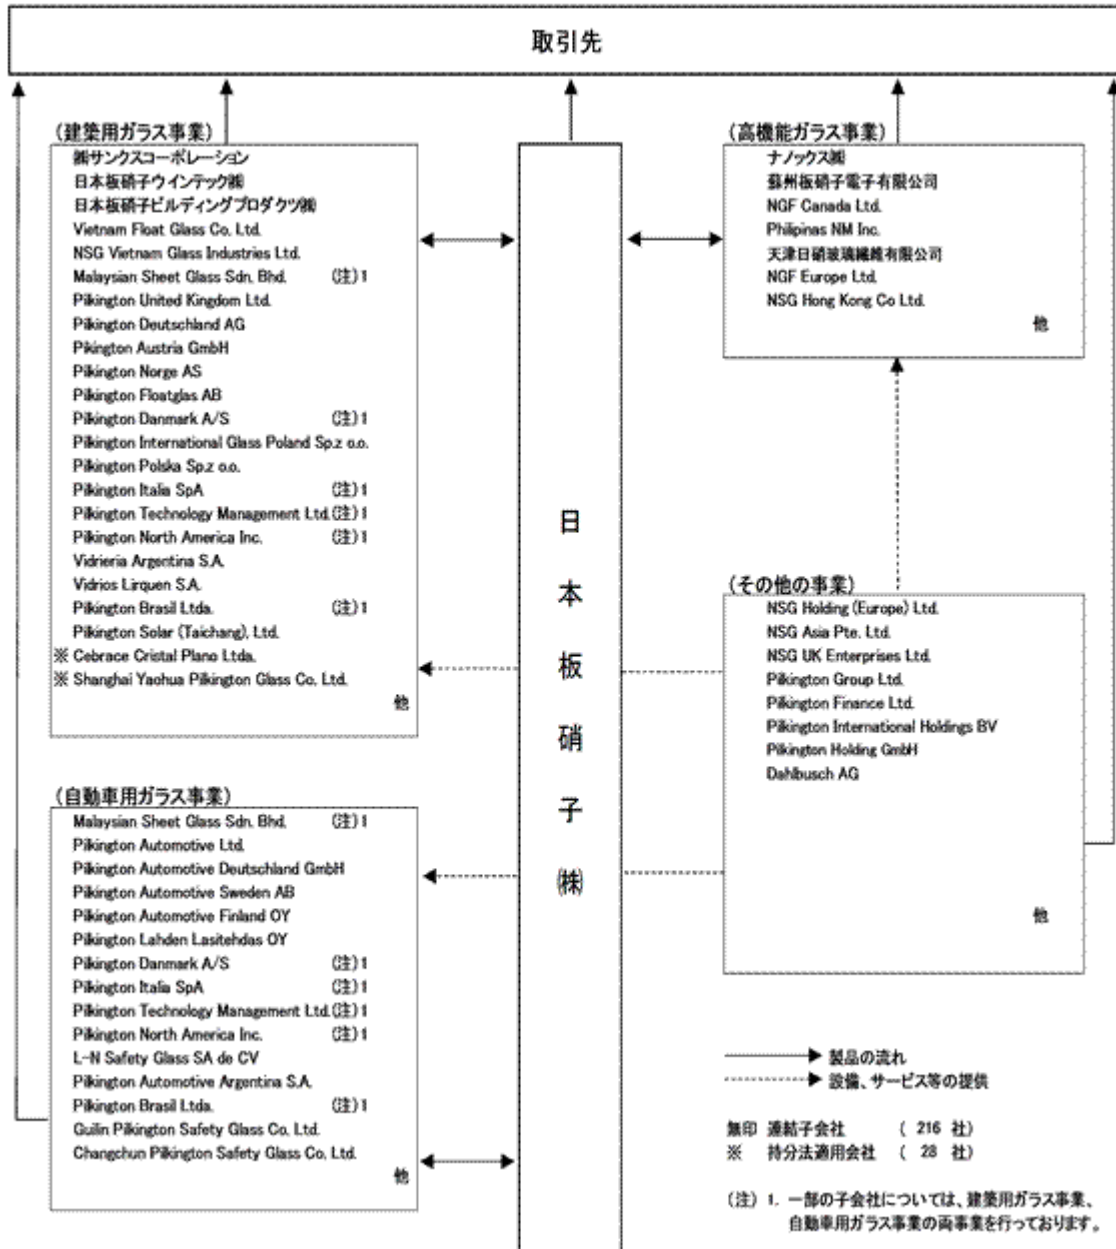 取引先
(建築用ガラス事業)
㈱サンクスコーポレーション
日本板硝子ウインテック㈱
日本板硝子ビルディングプロダクツ㈱
Vietnam Float Glass Co. Ltd.
NSG Vietnam Glass Industries Ltd.
Malaysian Sheet Glass Sdn. Bhd. (注)1
Pilkington United Kingdom Ltd.
Pilkington Deutschland AG
Pikington Austria GmbH
Pilkington Norge AS
Pilkington Floatglas AB
Pilkington Danmark A/S (注)1
Pilkington International Glass Poland Sp.z o.o.
Pilkington Polska Sp.z o.o.
Pilkington Italia SpA (注)1
Pilkington Technology Management Ltd.(注)1
Pilkington North America Inc. (注)1
Vidrieria Argentina S.A.
Vidrios Lirquen S.A.
Pilkington Brasil Ltda. (注)1
Pilkington Solar (Taichang), Ltd.
※ Cebrace Cristal Plano Ltda.
※ Shanghai Yaohua Pilkington Glass Co. Ltd.
他
(自動車用ガラス事業)
Malaysian Sheet Glass Sdn. Bhd. (注)1
Pilkington Automotive Ltd.
Pilkington Automotive Deutschland GmbH
Pilkington Automotive Sweden AB
Pilkington Automotive Finland OY
Pilkington Lahden Lasitehdas OY
Pilkington Danmark A/S (注)1
Pilkington Italia SpA (注)1
Pilkington Technology Management Ltd.(注)1
Pilkington North America Inc. (注)1
L-N Safety Glass SA de CV
Pilkington Automotive Argentina S.A.
Pilkington Brasil Ltda. (注)1
Guilin Pilkington Safety Glass Co. Ltd.
Changchun Pilkington Safety Glass Co. Ltd.
他
日本板硝子㈱
(高機能ガラス事業)
ナノックス㈱
蘇州板硝子電子有限公司
NGF Canada Ltd.
Philipinas NM Inc.
天津日硝玻璃繊維有限公司
NGF Europe Ltd.
NSG Hong Kong Co Ltd.
他
(その他の事業)
NSG Holding (Europe) Ltd.
NSG Asia Pte. Ltd.
NSG UK Enterprises Ltd.
Pilkington Group Ltd.
Pilkington Finance Ltd.
Pilkington International Holdings BV
Pilkington Holding GmbH
Dahlbusch AG
他
製品の流れ
設備、サービス等の提供
無印 連結子会社 ( 216 社)
※ 持分法適用会社 ( 28 社)
(注) 1. 一部の子会社については、建築用ガラス事業、
自動車用ガラス事業の両事業を行っております。